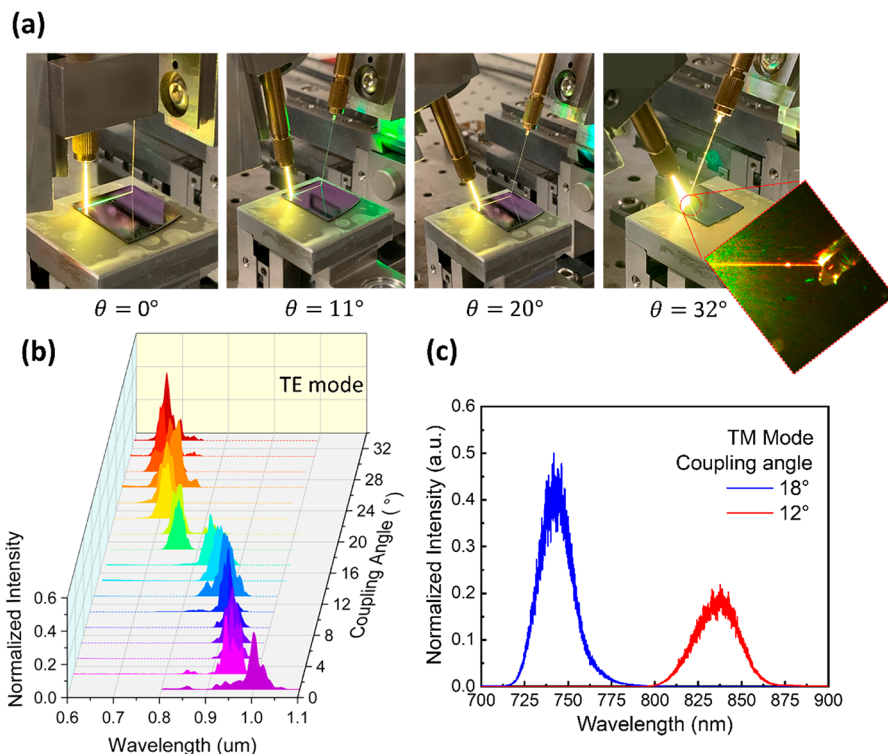 (a)
θ = 0°
θ = 11°
θ = 20°
θ = 32°
(b)
TE mode
32
28
24
20
16
12
8
4
0
Coupling Angle ( °)
Normalized Intensity
0.6
0.4
0.2
0.0
0.6 0.7 0.8 0.9 1.0 1.1
Wavelength (um)
(c)
TM Mode
Coupling angle
18°
12°
Normalized Intensity (a.u.)
0.6
0.5
0.4
0.3
0.2
0.1
0.0
700 725 750 775 800 825 850 875 900
Wavelength (nm)